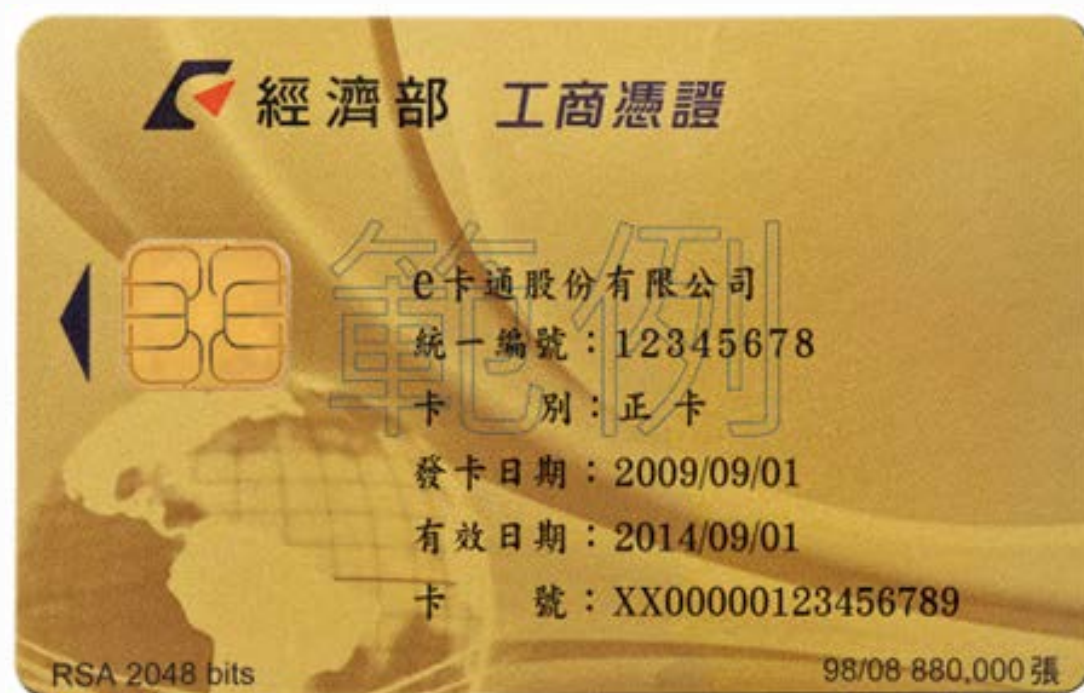 經濟部 工商憑證
範例
e卡通股份有限公司
統一編號：12345678
卡 別：正 卡
發卡日期：2009/09/01
有效日期：2014/09/01
卡 號：XX00000123456789
RSA 2048 bits
98/08 880,000張